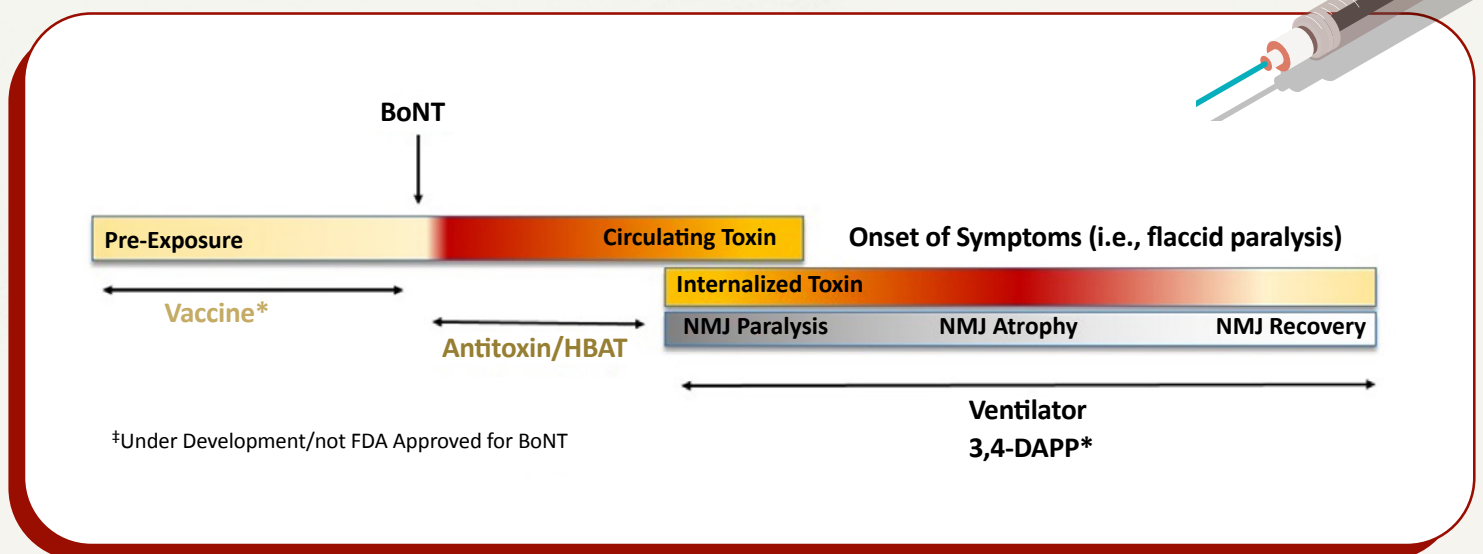 BoNT
Pre-Exposure
Circulating Toxin
Onset of Symptoms (i.e., flaccid paralysis)
Internalized Toxin
Vaccine*
NMJ Paralysis
NMJ Atrophy
NMJ Recovery
Antitoxin/HBAT
Ventilator
3,4-DAPP*
‡Under Development/not FDA Approved for BoNT